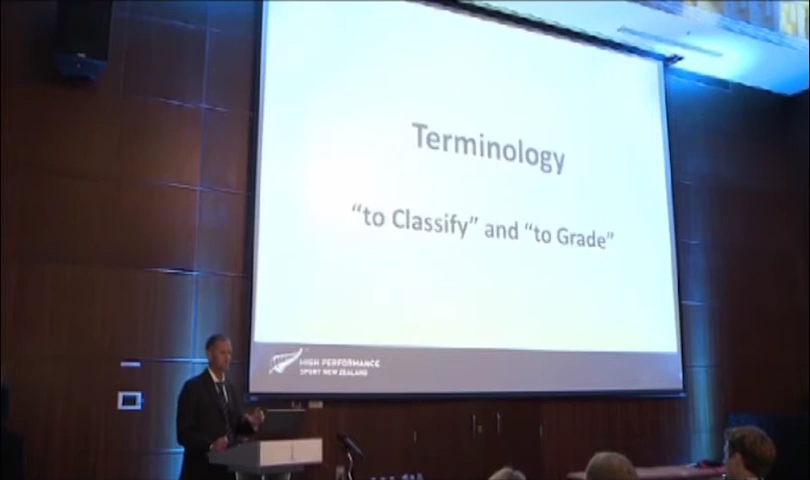 Terminology
“to Classify” and “to Grade”
HIGH PERFORMANCE
SPORT NEW ZEALAND